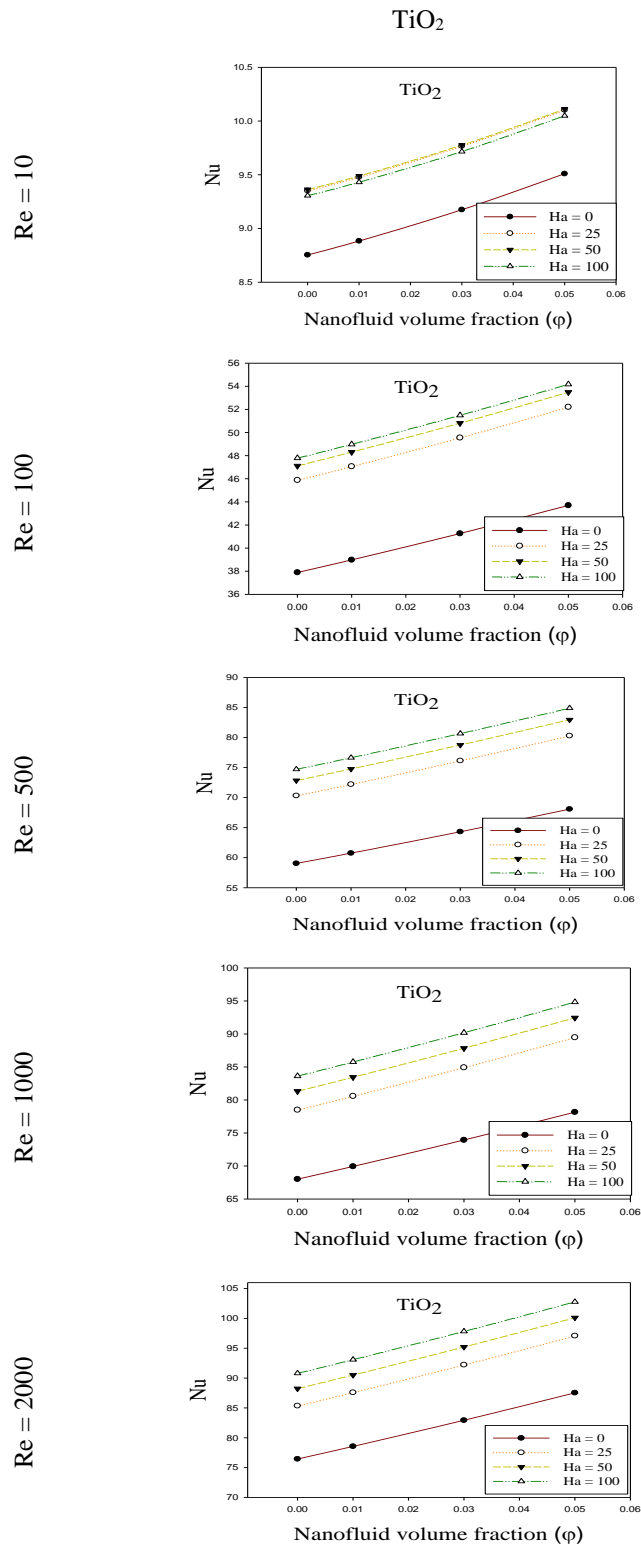 TiO2
Re = 10
10.5
10.0
9.5
9.0
8.5
Nu
TiO2
Ha = 0
Ha = 25
Ha = 50
Ha = 100
0.00 0.01 0.02 0.03 0.04 0.05 0.06
Nanofluid volume fraction (φ)
Re = 100
56
54
52
50
48
46
44
42
40
38
36
Nu
TiO2
Ha = 0
Ha = 25
Ha = 50
Ha = 100
0.00 0.01 0.02 0.03 0.04 0.05 0.06
Nanofluid volume fraction (φ)
Re = 500
90
85
80
75
70
65
60
55
Nu
TiO2
Ha = 0
Ha = 25
Ha = 50
Ha = 100
0.00 0.01 0.02 0.03 0.04 0.05 0.06
Nanofluid volume fraction (φ)
Re = 1000
100
95
90
85
80
75
70
65
Nu
TiO2
Ha = 0
Ha = 25
Ha = 50
Ha = 100
0.00 0.01 0.02 0.03 0.04 0.05 0.06
Nanofluid volume fraction (φ)
Re = 2000
105
100
95
90
85
80
75
70
Nu
TiO2
Ha = 0
Ha = 25
Ha = 50
Ha = 100
0.00 0.01 0.02 0.03 0.04 0.05 0.06
Nanofluid volume fraction (φ)